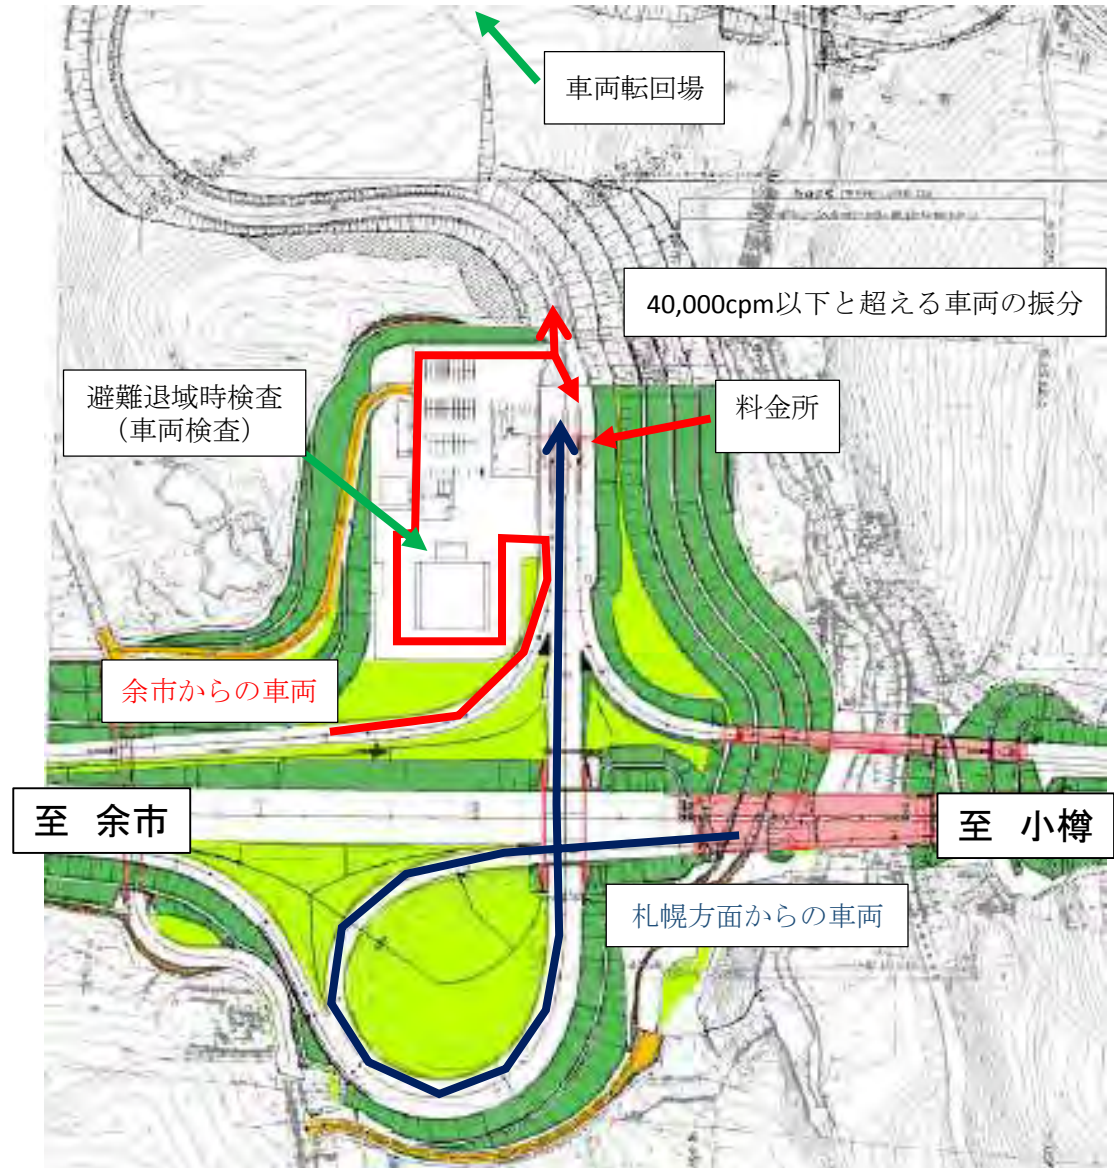 車両転回場
40,000cpm以下と超える車両の振分
避難退域時検査
（車両検査）
料金所
余市からの車両
至　余市
至　小樽
札幌方面からの車両